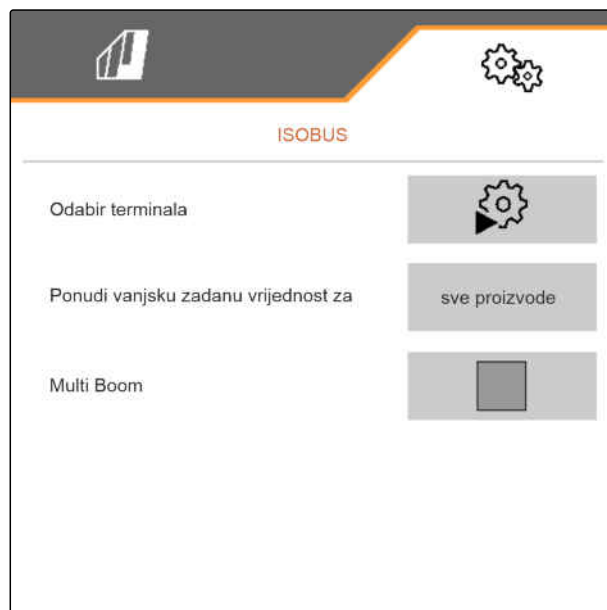 ISOBUS
Odabir terminala
Ponudi vanjsku zadanu vrijednost za
sve proizvode
Multi Boom